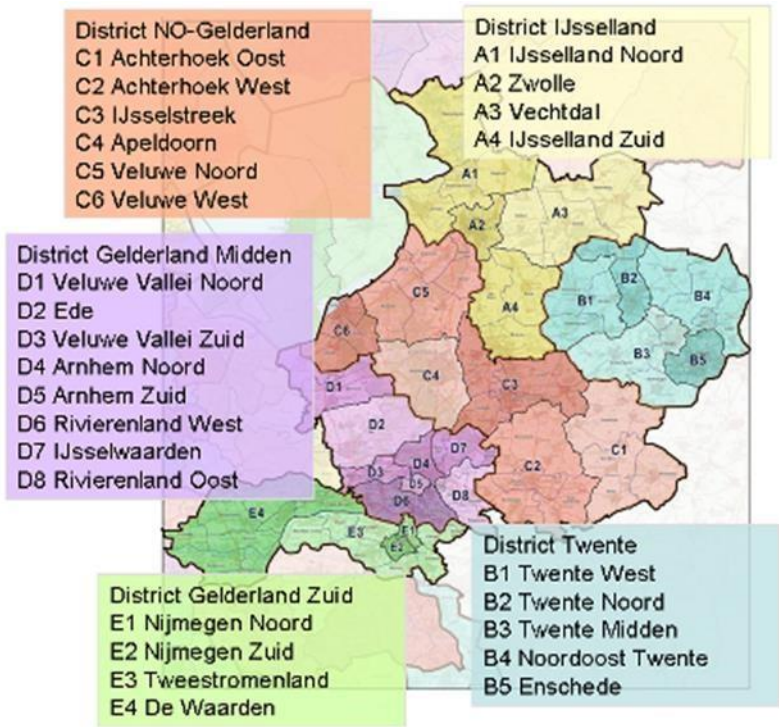 District NO-Gelderland
C1 Achterhoek Oost
C2 Achterhoek West
C3 IJsselstreek
C4 Apeldoorn
C5 Veluwe Noord
C6 Veluwe West
District IJsselland
A1 IJsselland Noord
A2 Zwolle
A3 Vechtdal
A4 IJsselland Zuid
District Gelderland Midden
D1 Veluwe Vallei Noord
D2 Ede
D3 Veluwe Vallei Zuid
D4 Arnhem Noord
D5 Arnhem Zuid
D6 Rivierenland West
D7 IJsselwaarden
D8 Rivierenland Oost
District Gelderland Zuid
E1 Nijmegen Noord
E2 Nijmegen Zuid
E3 Tweestromenland
E4 De Waarden
District Twente
B1 Twente West
B2 Twente Noord
B3 Twente Midden
B4 Noordoost Twente
B5 Enschede
A1
A2
A3
A4
B1
B2
B3
B4
B5
C6
C5
C4
C3
C2
C1
D1
D2
D3
D4
D5
D6
D7
D8
E4
E3
E1
E2